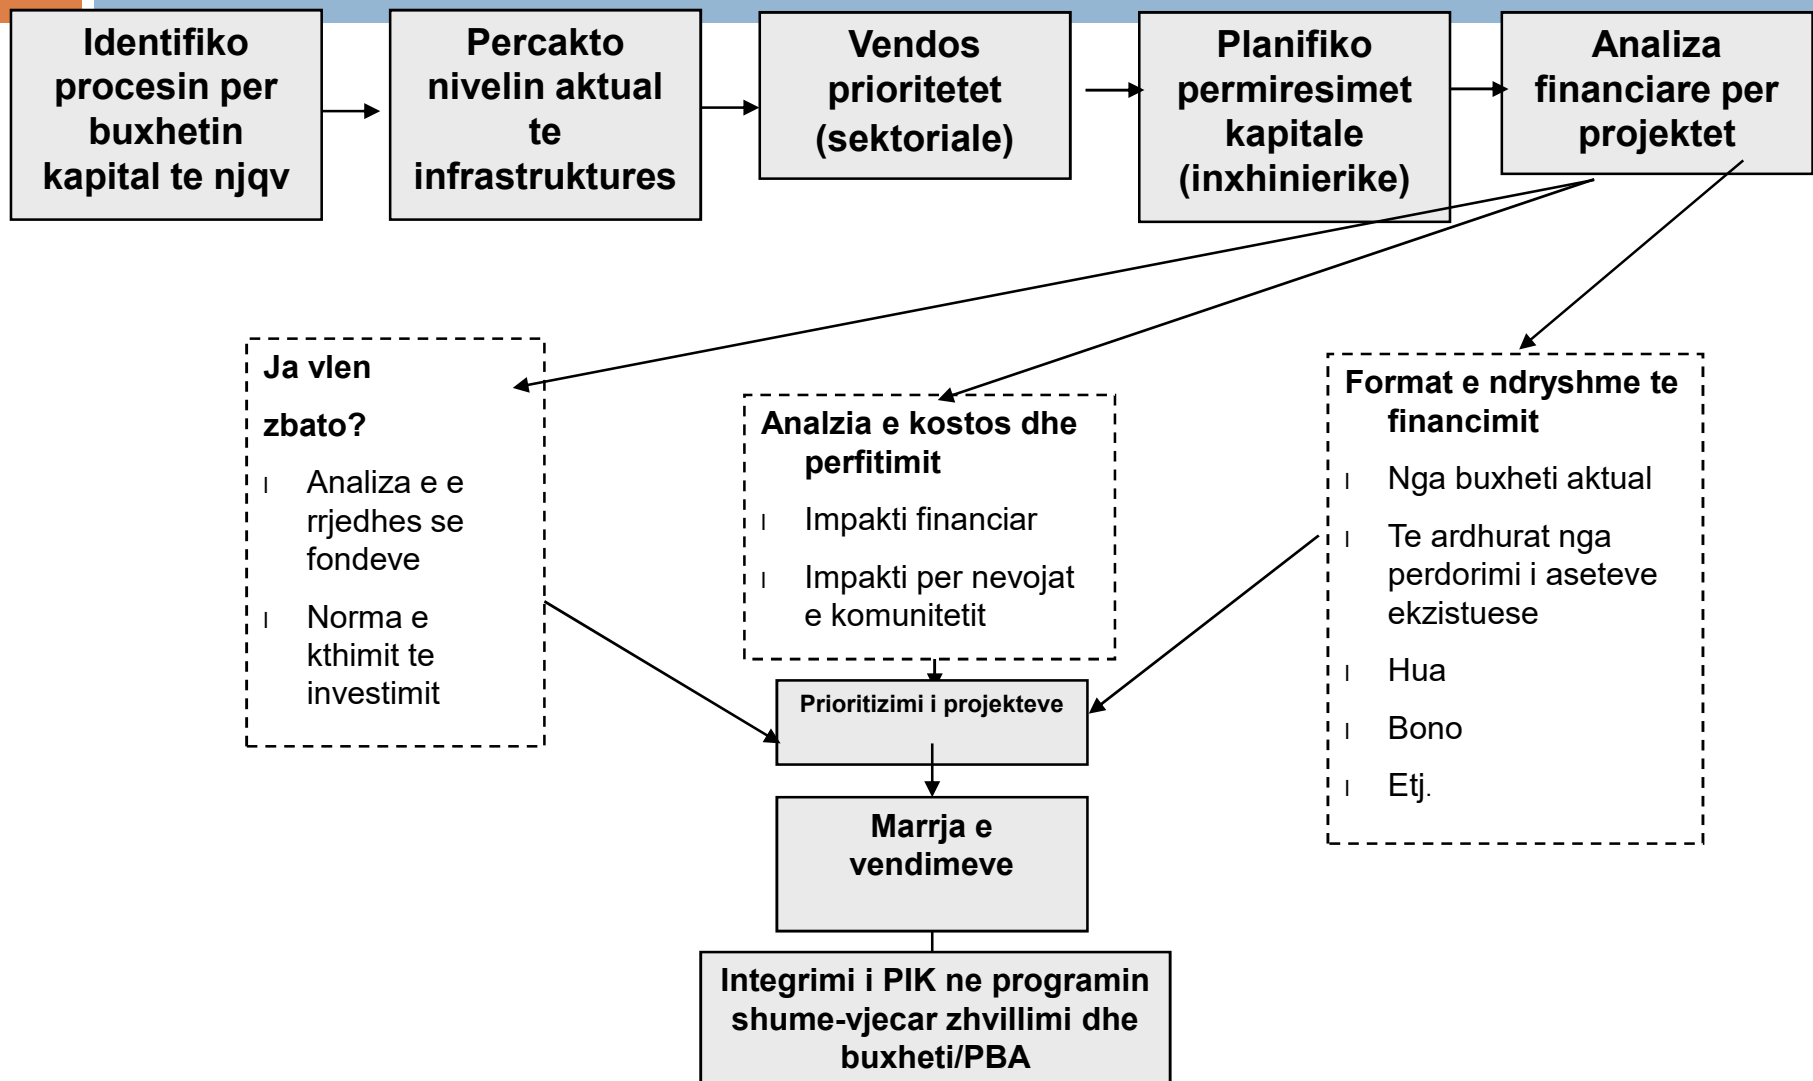 Identifiko
procesin per
buxhetin
kapital te njqv
Percakto
nivelin aktual
te
infrastruktures
Vendos
prioritetet
(sektoriale)
Planifiko
permiresimet
kapitale
(inxhinierike)
Analiza
financiare per
projektet
Ja vlen
zbato?
l Analiza e e
rrjedhes se
fondeve
l Norma e
kthimit te
investimit
Analzia e kostos dhe
perfitimit
l Impakti financiar
l Impakti per nevojat
e komunitetit
Format e ndryshme te
financimit
l Nga buxheti aktual
l Te ardhurat nga
perdorimi i aseteve
ekzistuese
l Hua
l Bono
l Etj.
Prioritizimi i projekteve
Marrja e
vendimeve
Integrimi i PIK ne programin
shume-vjecar zhvillimi dhe
buxheti/PBA